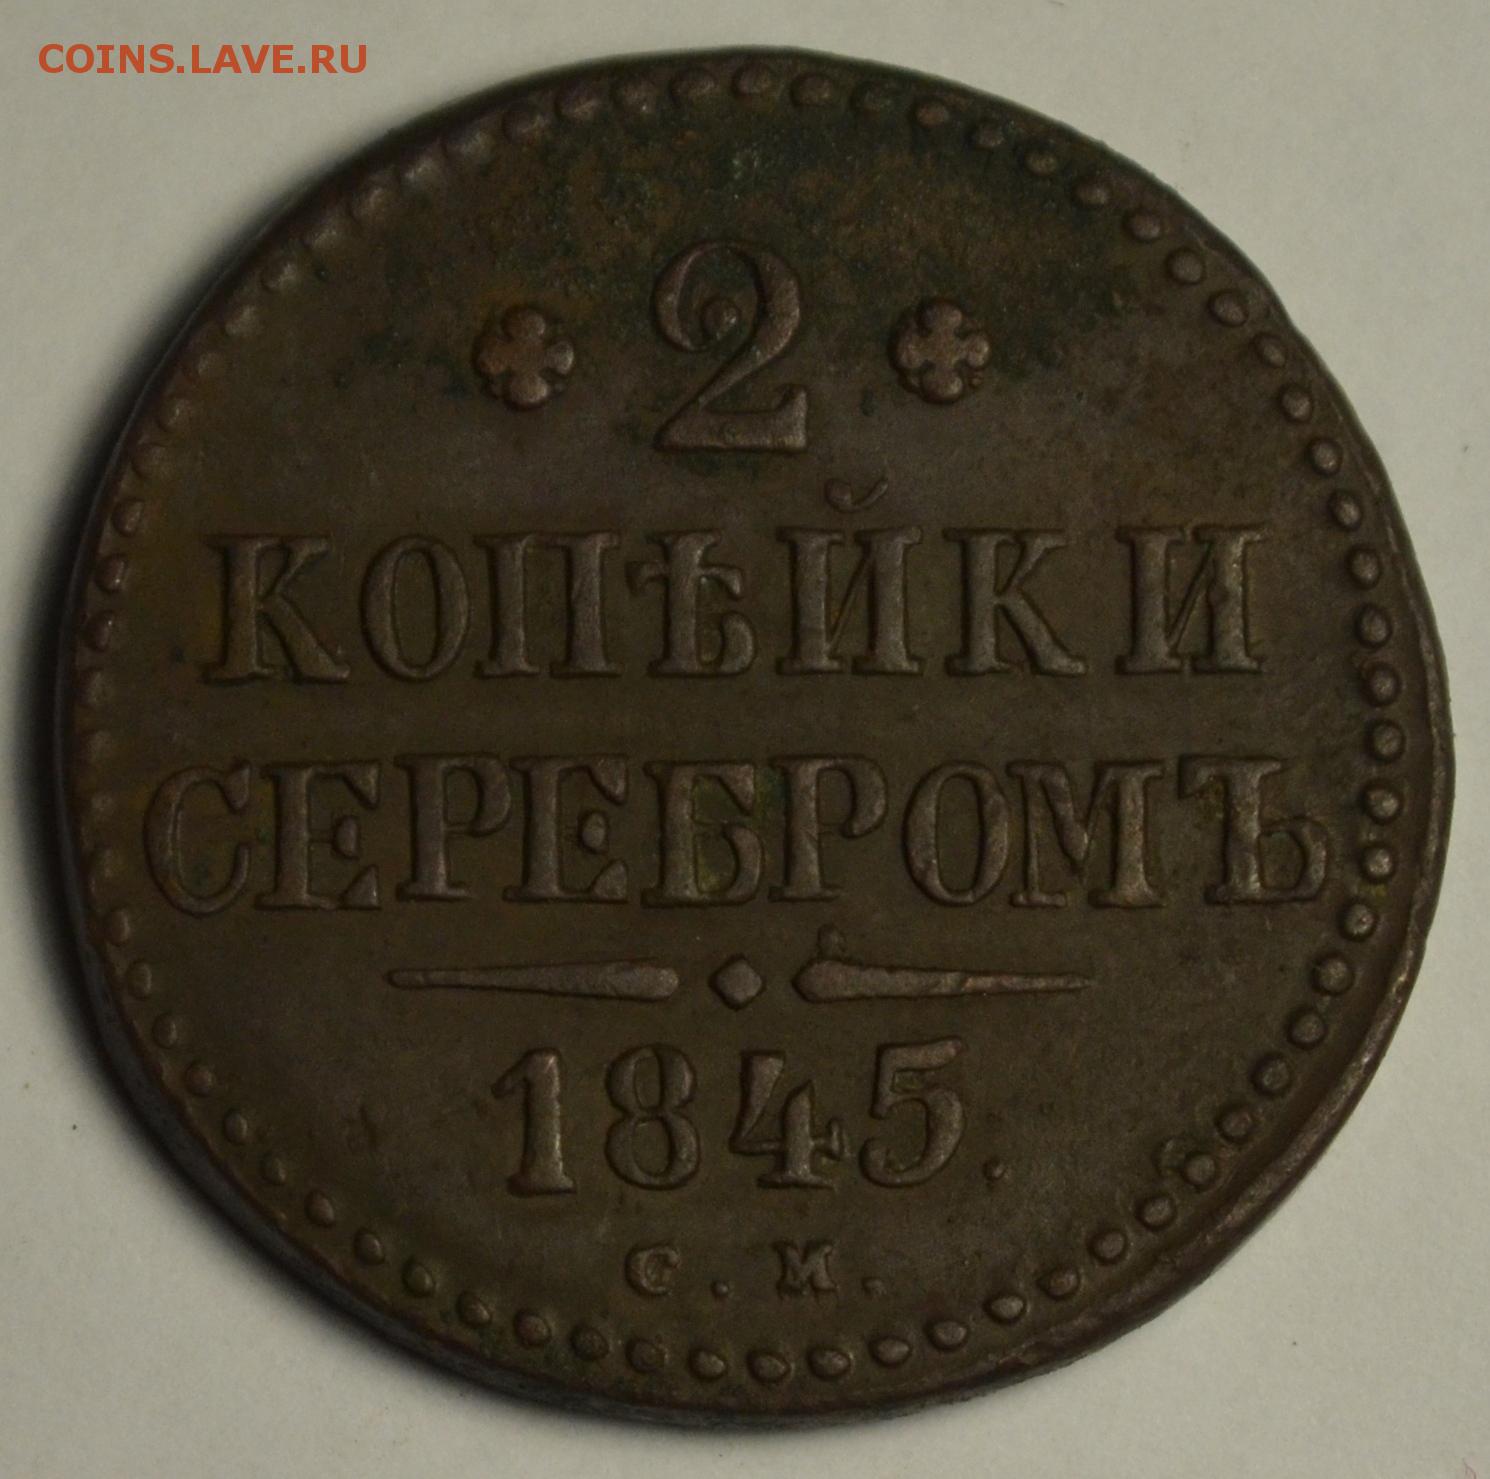 COINS.LAVE.RU
2
КОПѢЙКИ
СЕРЕБРОМЪ
1845.
С.М.